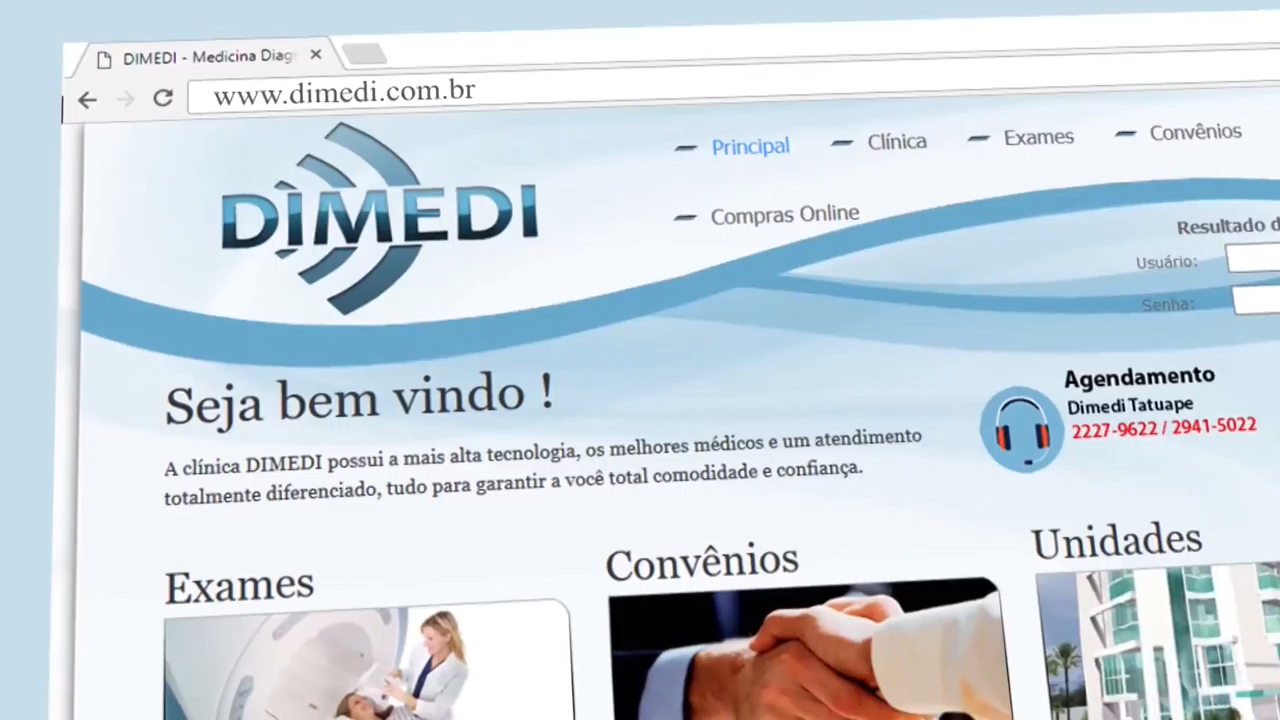 DIMEDI - Medicina Diag
www.dimedi.com.br
DIMEDI
Principal
Clínica
Exames
Convênios
Compras Online
Resultado d
Usuário:
Senha:
Seja bem vindo !
A clínica DIMEDI possui a mais alta tecnologia, os melhores médicos e um atendimento
totalmente diferenciado, tudo para garantir a você total comodidade e confiança.
Agendamento
Dimedi Tatuape
2227-9622 / 2941-5022
Exames
Convênios
Unidades